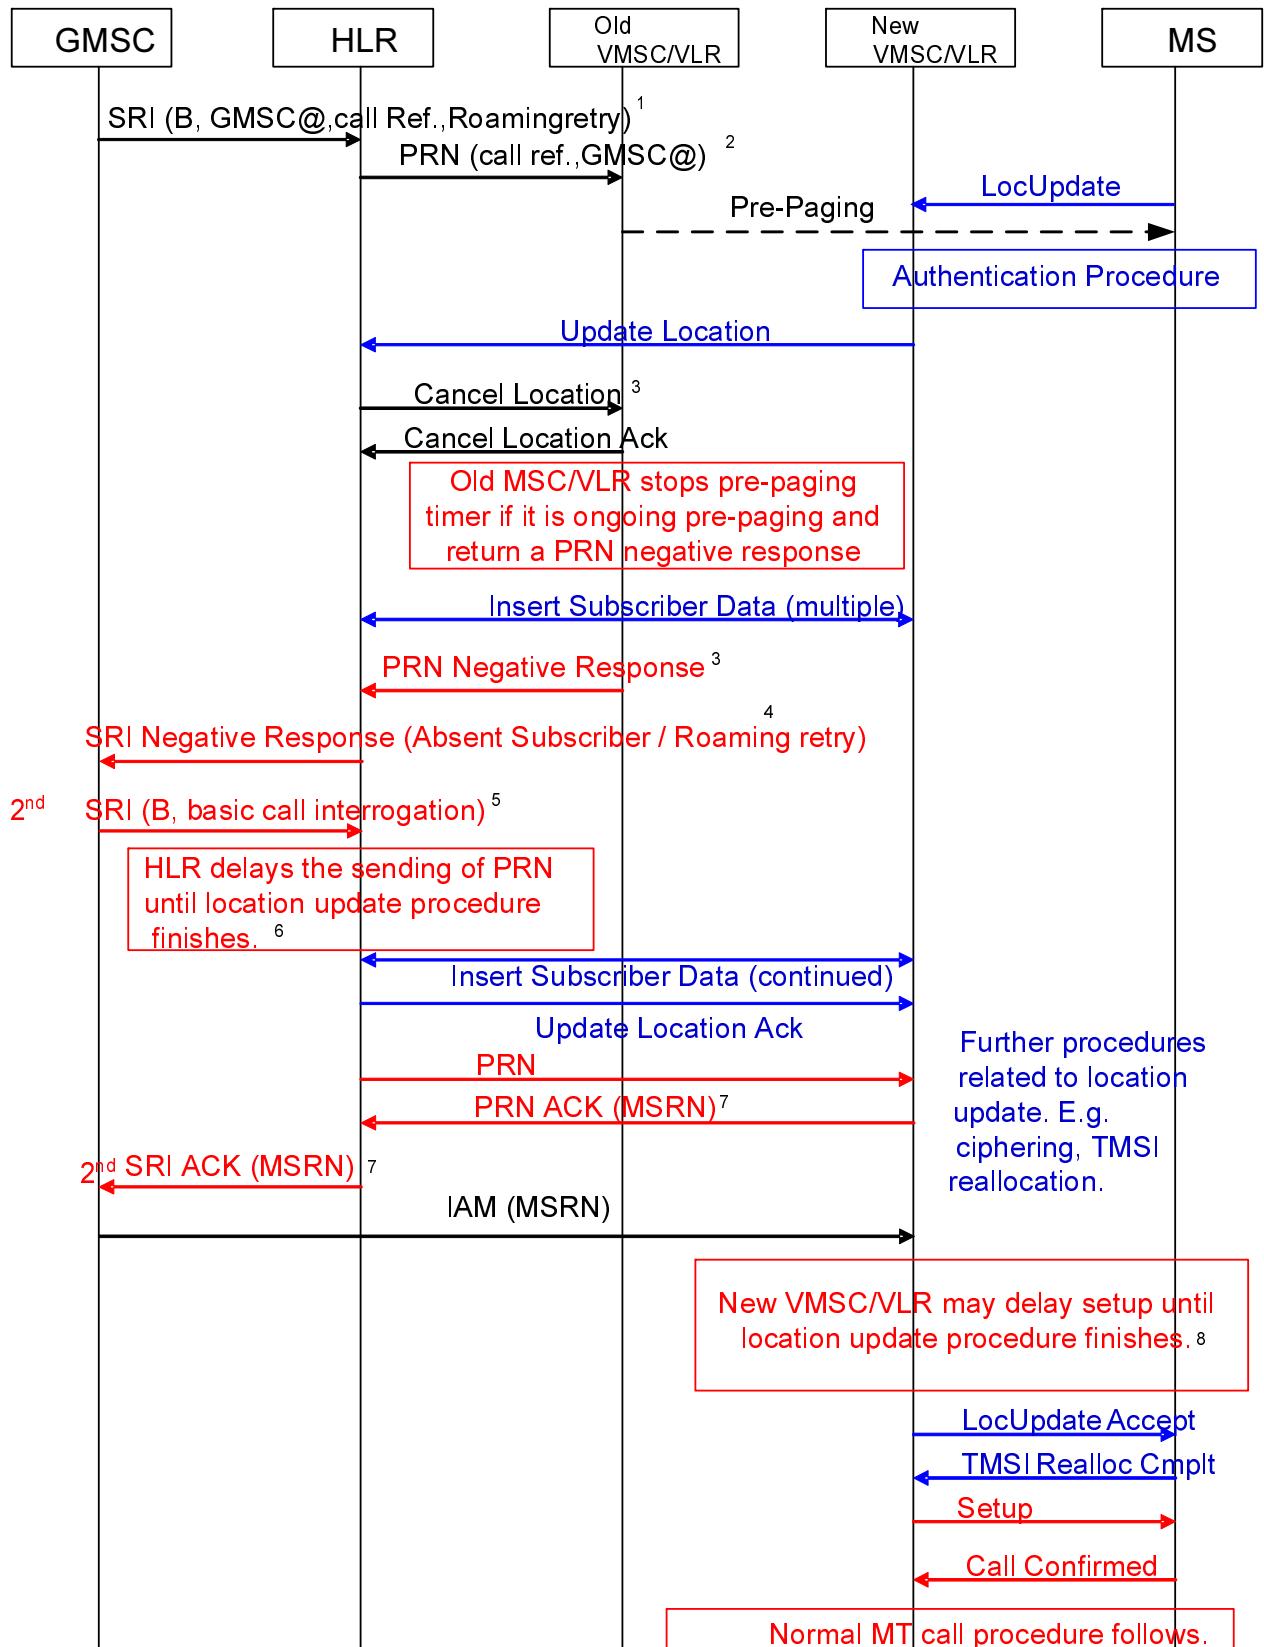 GMSC
HLR
Old
VMSC/VLR
New
VMSC/VLR
MS
SRI (B, GMSC@,call Ref.,Roamingretry) 1
PRN (call ref.,GMSC@) 2
LocUpdate
Pre-Paging
Authentication Procedure
Update Location
Cancel Location 3
Cancel Location Ack
Old MSC/VLR stops pre-paging
timer if it is ongoing pre-paging and
return a PRN negative response
Insert Subscriber Data (multiple)
PRN Negative Response 3
SRI Negative Response (Absent Subscriber / Roaming retry) 4
2nd SRI (B, basic call interrogation) 5
HLR delays the sending of PRN
until location update procedure
finishes. 6
Insert Subscriber Data (continued)
Update Location Ack
Further procedures
related to location
update. E.g.
ciphering, TMSI
reallocation.
PRN
PRN ACK (MSRN) 7
2nd SRI ACK (MSRN) 7
IAM (MSRN)
New VMSC/VLR may delay setup until
location update procedure finishes. 8
LocUpdate Accept
TMSI Realloc Cmplt
Setup
Call Confirmed
Normal MT call procedure follows.